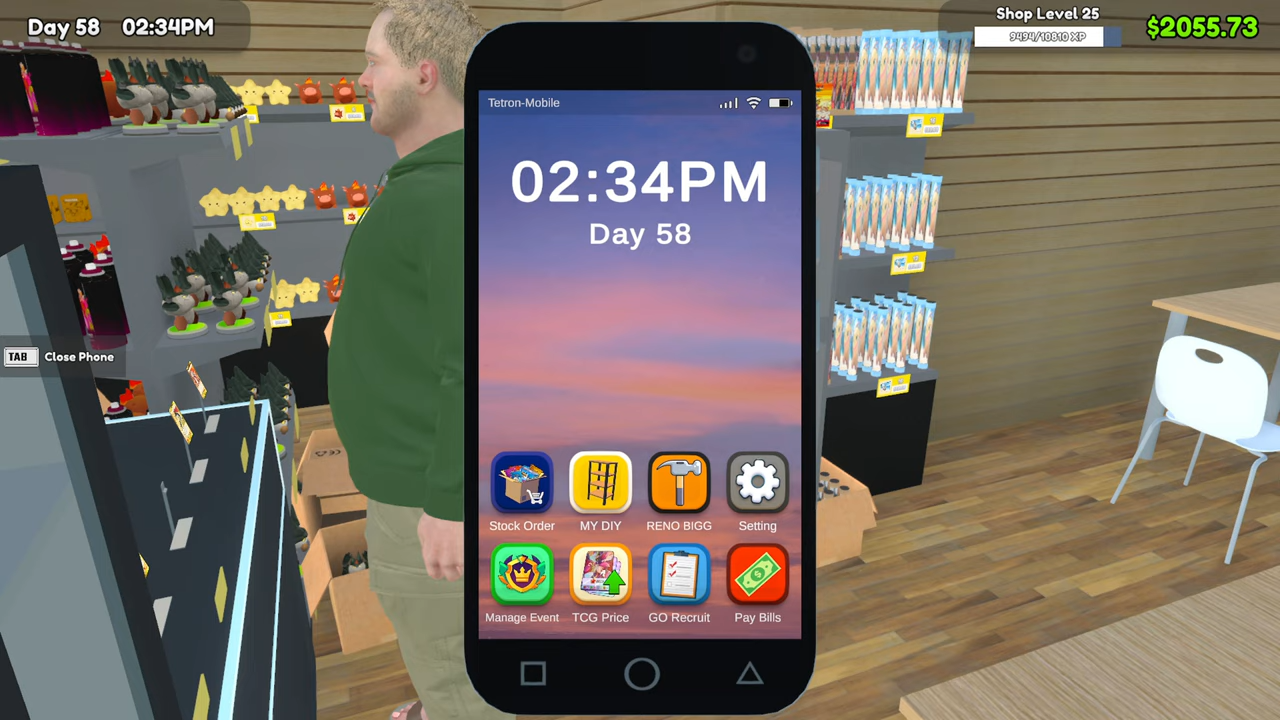 Day 58 02:34PM
Shop Level 25
9494/10810 XP
$2055.73
Tetron-Mobile
02:34PM
Day 58
TAB Close Phone
Stock Order MY DIY RENO BIGG Setting
Manage Event TCG Price GO Recruit Pay Bills